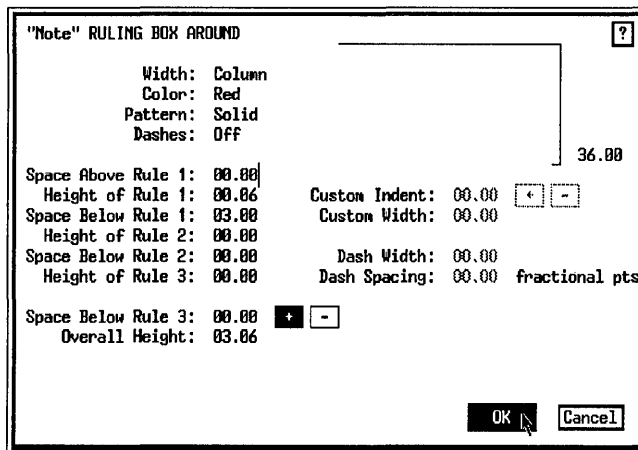 "Note" RULING BOX AROUND ?
Width: Column
Color: Red
Pattern: Solid
Dashes: Off
36.00
Space Above Rule 1: 00.00
Height of Rule 1: 00.06 Custom Indent: 00.00 + -
Space Below Rule 1: 03.00 Custom Width: 00.00
Height of Rule 2: 00.00
Space Below Rule 2: 00.00 Dash Width: 00.00
Height of Rule 3: 00.00 Dash Spacing: 00.00 fractional pts
Space Below Rule 3: 00.00 + -
Overall Height: 03.06
OK Cancel